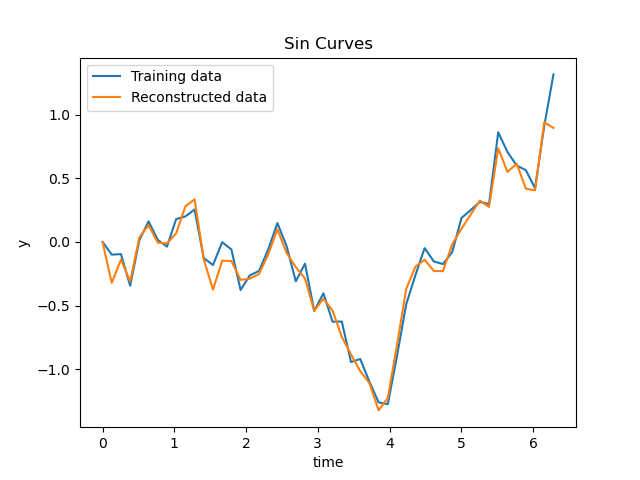 Sin Curves
Training data
Reconstructed data
1.0
0.5
0.0
−0.5
−1.0
y
0 1 2 3 4 5 6
time